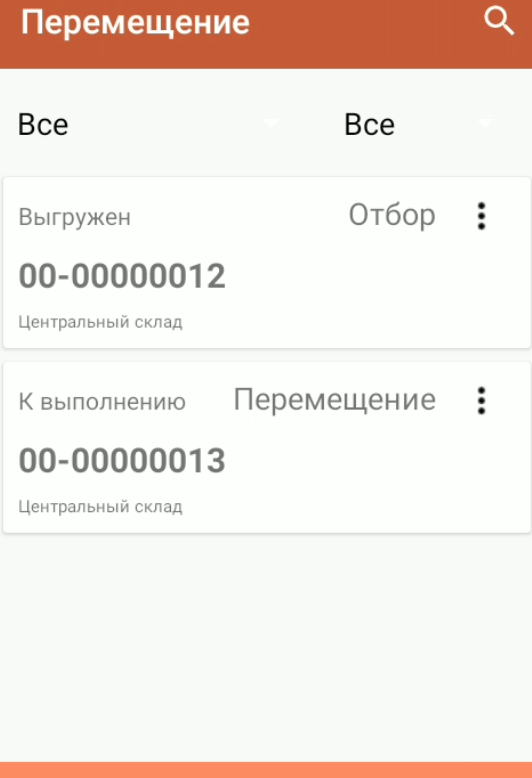 Перемещение
Все Все
Выгружен Отбор
00-00000012
Центральный склад
К выполнению Перемещение
00-00000013
Центральный склад